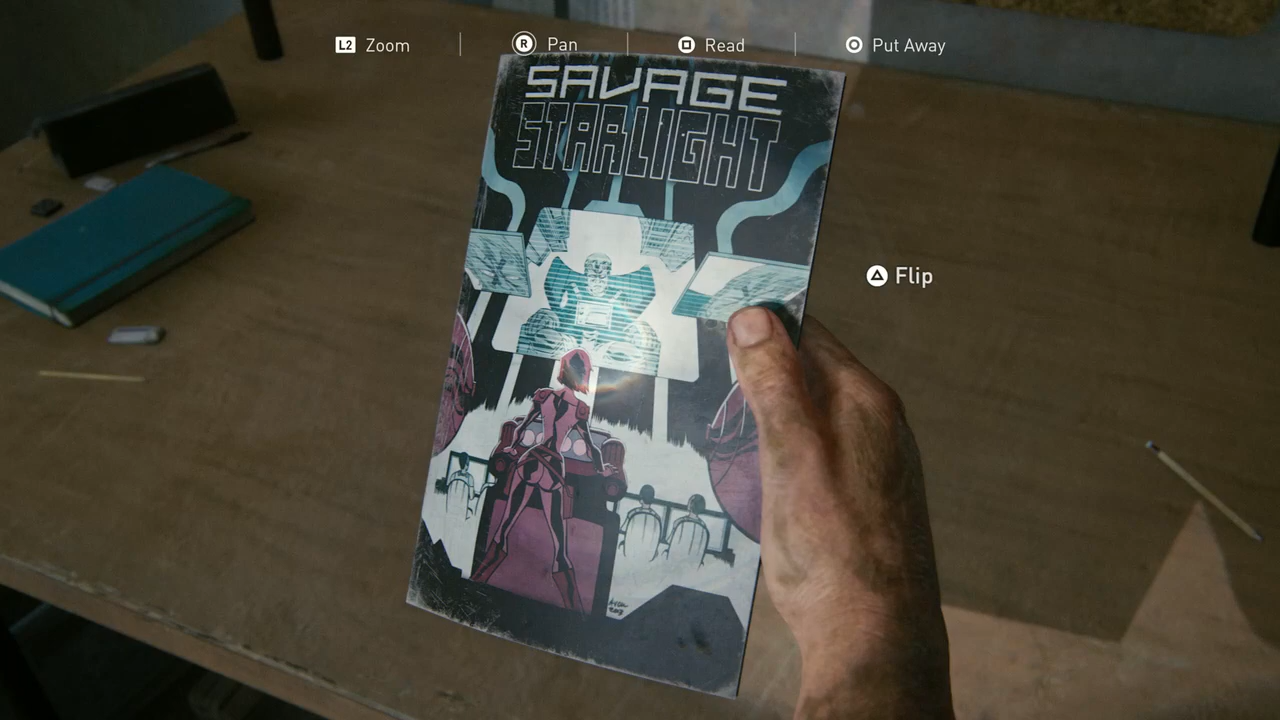 L2 Zoom
R Pan
Read
Put Away
SAVAGE
STARLIGHT
Flip